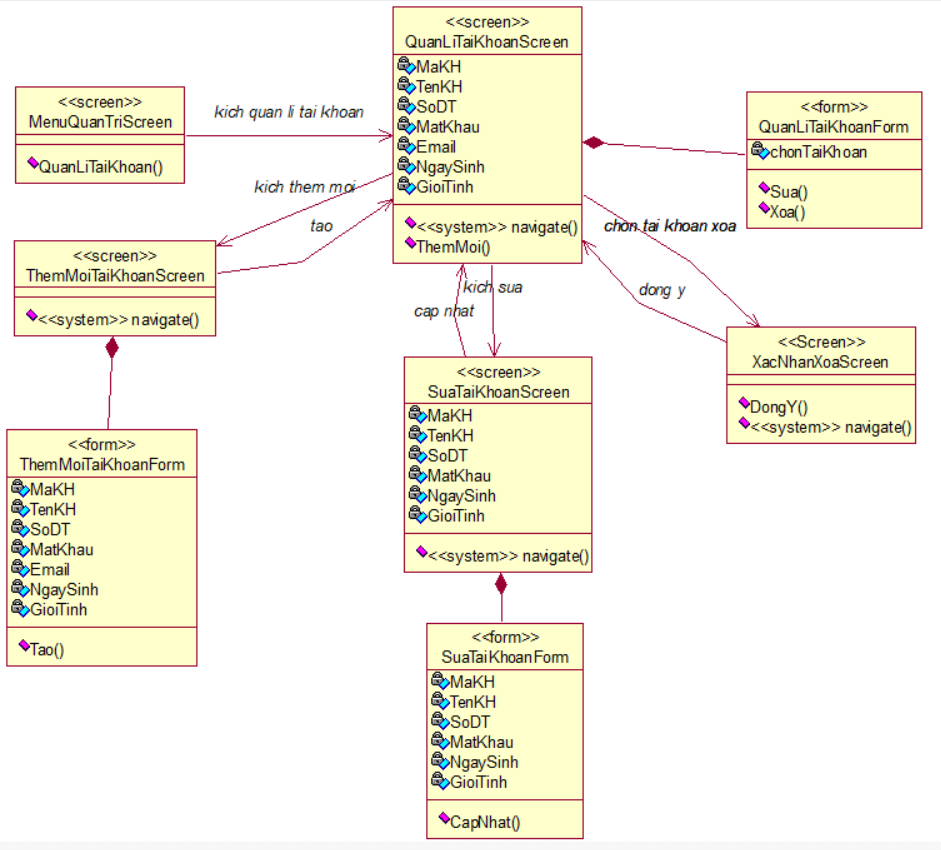 <<screen>>
QuanLiTaiKhoanScreen
MaKH
TenKH
SoDT
MatKhau
Email
NgaySinh
GioiTinh
<<system>> navigate()
ThemMoi()
<<screen>>
MenuQuanTriScreen
QuanLiTaiKhoan()
kich quan li tai khoan
<<form>>
QuanLiTaiKhoanForm
chonTaiKhoan
Sua()
Xoa()
kich them moi
tao
<<screen>>
ThemMoiTaiKhoanScreen
<<system>> navigate()
chon tai khoan xoa
dong y
kich sua
cap nhat
<<Screen>>
XacNhanXoaScreen
DongY()
<<system>> navigate()
<<screen>>
SuaTaiKhoanScreen
MaKH
TenKH
SoDT
MatKhau
NgaySinh
GioiTinh
<<system>> navigate()
<<form>>
ThemMoiTaiKhoanForm
MaKH
TenKH
SoDT
MatKhau
Email
NgaySinh
GioiTinh
Tao()
<<form>>
SuaTaiKhoanForm
MaKH
TenKH
SoDT
MatKhau
NgaySinh
GioiTinh
CapNhat()